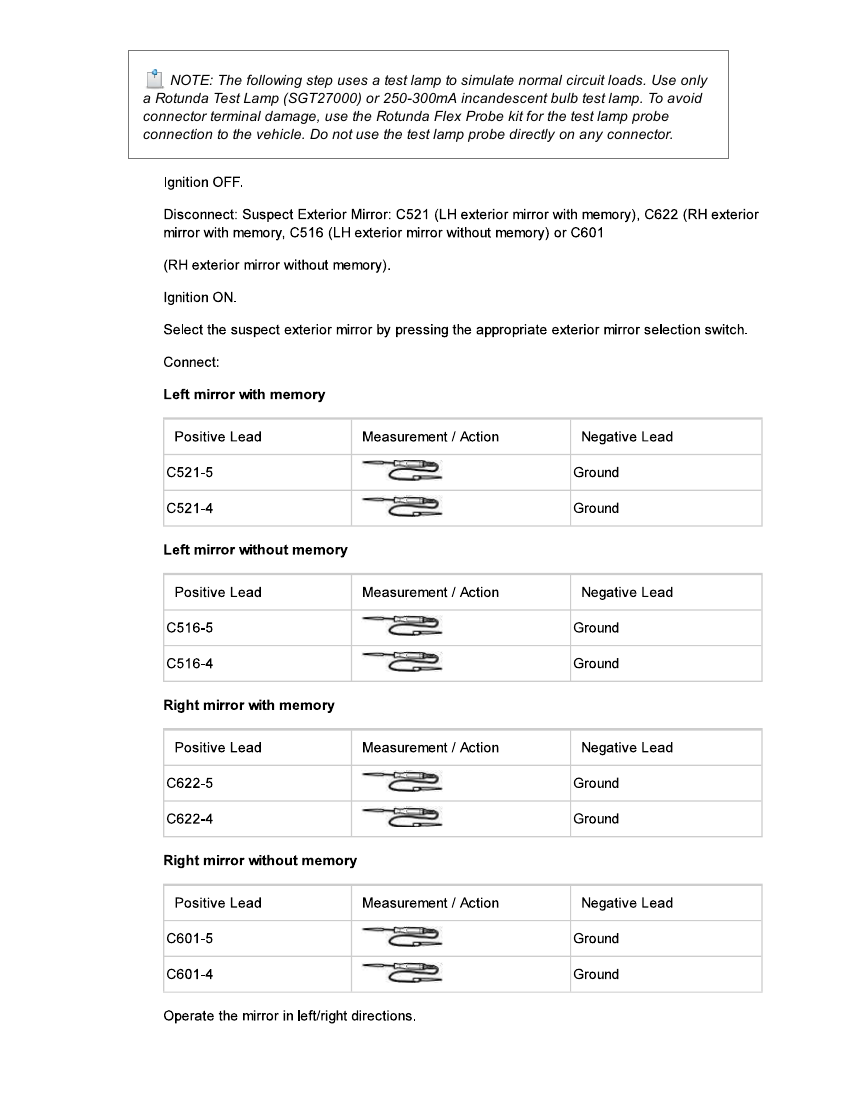 NOTE: The following step uses a test lamp to simulate normal circuit loads. Use only
a Rotunda Test Lamp (SGT27000) or 250-300mA incandescent bulb test lamp. To avoid
connector terminal damage, use the Rotunda Flex Probe kit for the test lamp probe
connection to the vehicle. Do not use the test lamp probe directly on any connector.
Ignition OFF.
Disconnect: Suspect Exterior Mirror: C521 (LH exterior mirror with memory), C622 (RH exterior
mirror with memory, C516 (LH exterior mirror without memory) or C601
(RH exterior mirror without memory).
Ignition ON.
Select the suspect exterior mirror by pressing the appropriate exterior mirror selection switch.
Connect:
Left mirror with memory
Positive Lead Measurement / Action Negative Lead
C521-5 Ground
C521-4 Ground
Left mirror without memory
Positive Lead Measurement / Action Negative Lead
C516-5 Ground
C516-4 Ground
Right mirror with memory
Positive Lead Measurement / Action Negative Lead
C622-5 Ground
C622-4 Ground
Right mirror without memory
Positive Lead Measurement / Action Negative Lead
C601-5 Ground
C601-4 Ground
Operate the mirror in left/right directions.